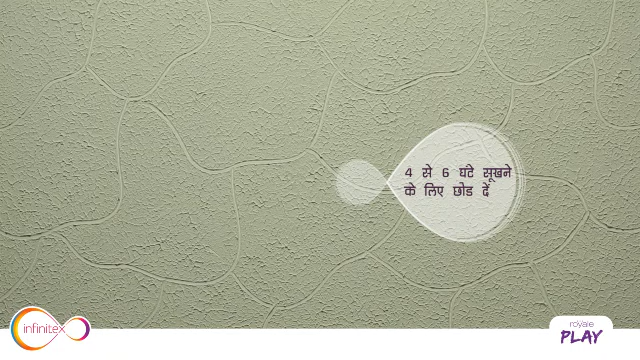 4 से 6 घंटे सूखने
के लिए छोड दें
infinitex
royale
PLAY